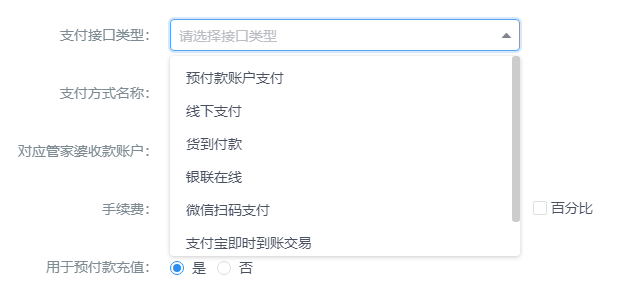 支付接口类型： 请选择接口类型
预付款账户支付
支付方式名称：
线下支付
货到付款
对应管家婆收款账户：
银联在线
手续费： 微信扫码支付 百分比
支付宝即时到账交易
用于预付款充值： 是 否